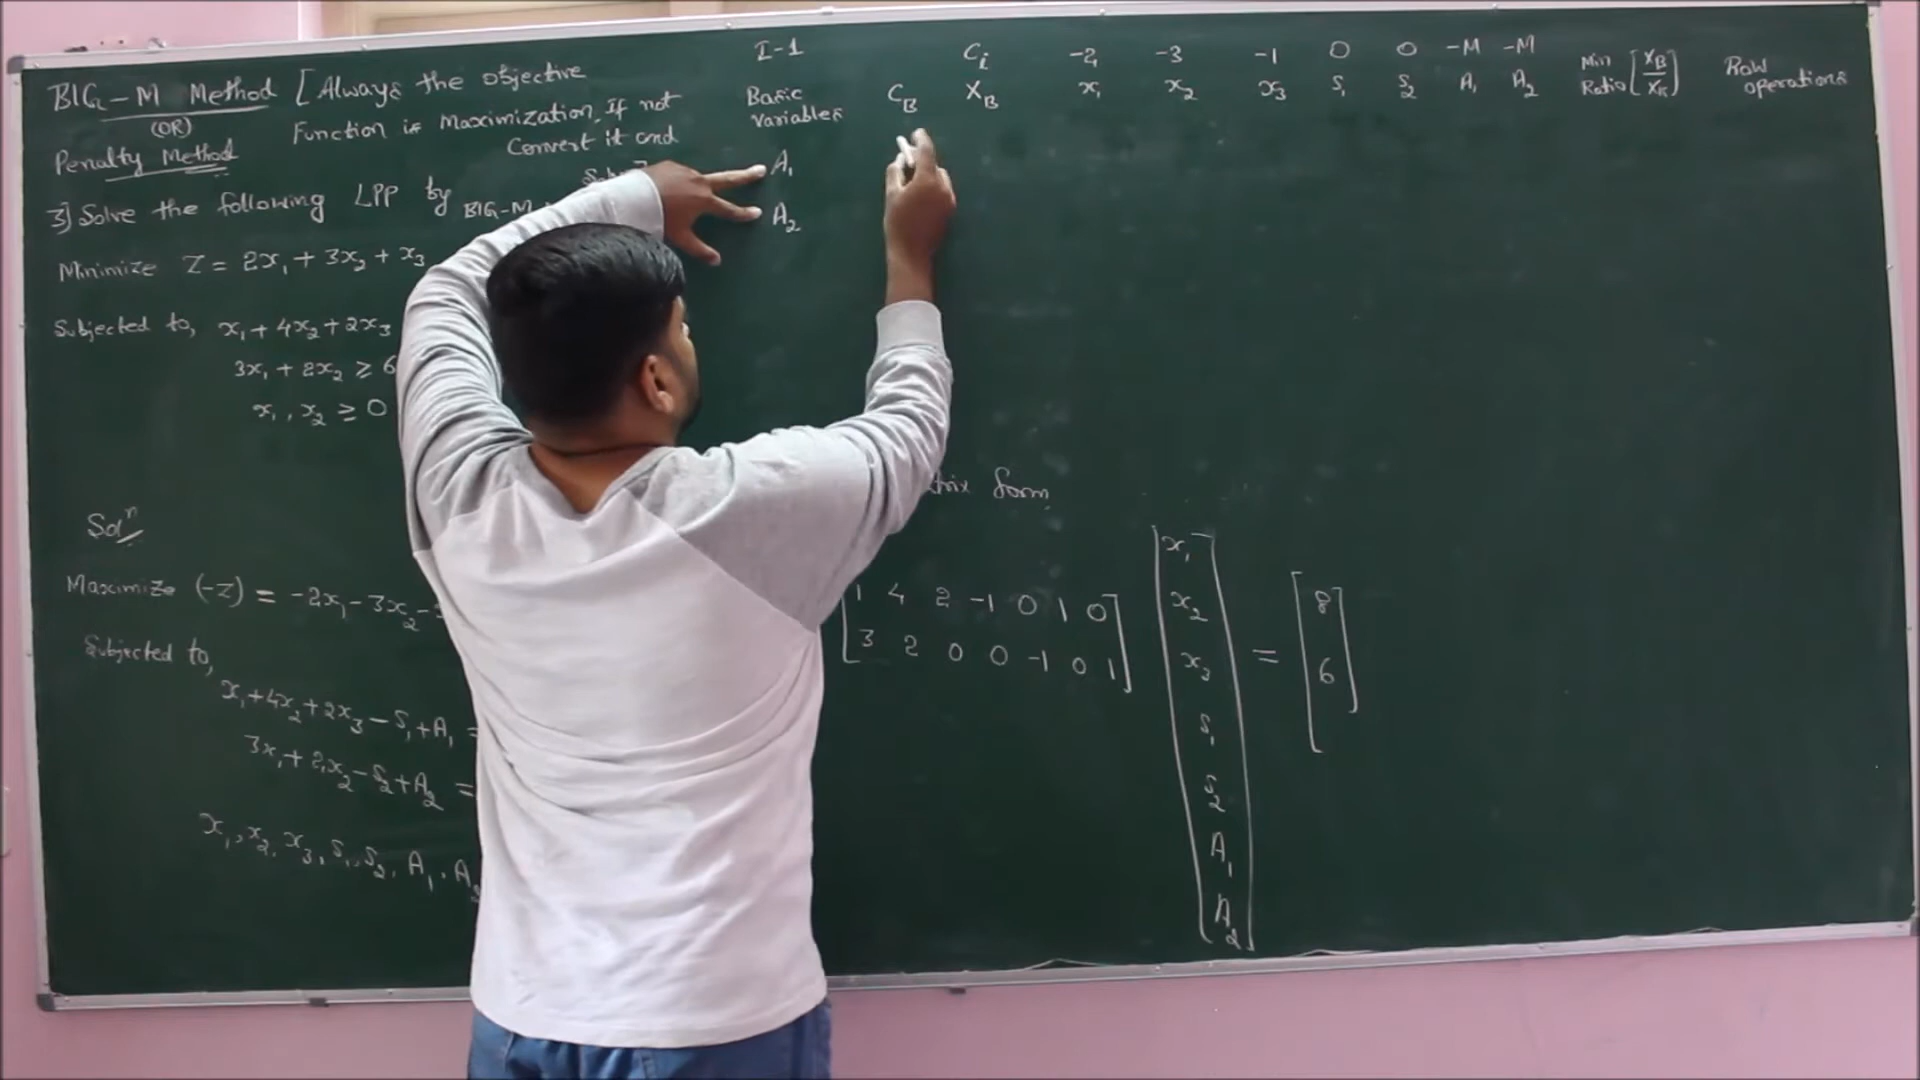 BIG-M Method [Always the objective
(OR)
Function is Maximization, If not
Convert it and
Penalty Method
3] Solve the following LPP by BIG-M
Minimize Z = 2x₁ + 3x₂ + x₃
Subjected to, x₁ + 4x₂ + 2x₃
3x₁ + 2x₂ ≥ 6
x₁, x₂ ≥ 0
Solⁿ
Maximize (-Z) = -2x₁ - 3x₂ -
Subjected to,
x₁ + 4x₂ + 2x₃ - S₁ + A₁ =
3x₁ + 2x₂ - S₂ + A₂ =
x₁, x₂, x₃, S₁, S₂, A₁, A₂
I-1 Cᵢ -2 -3 -1 0 0 -M -M
Basic Variables C_B X_B x₁ x₂ x₃ S₁ S₂ A₁ A₂ Min Ratio [X_B/X_K] Row operations
A₁
A₂
form
[1 4 2 -1 0 1 0
3 2 0 0 -1 0 1]
[x₁
x₂
x₃
S₁
S₂
A₁
A₂]
=
[8
6]